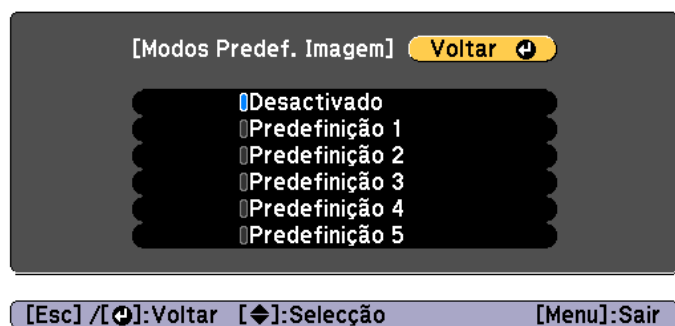 [Modos Predef. Imagem] Voltar
Desactivado
Predefinição 1
Predefinição 2
Predefinição 3
Predefinição 4
Predefinição 5
[Esc] /[⏎]:Voltar [◆]:Selecção [Menu]:Sair